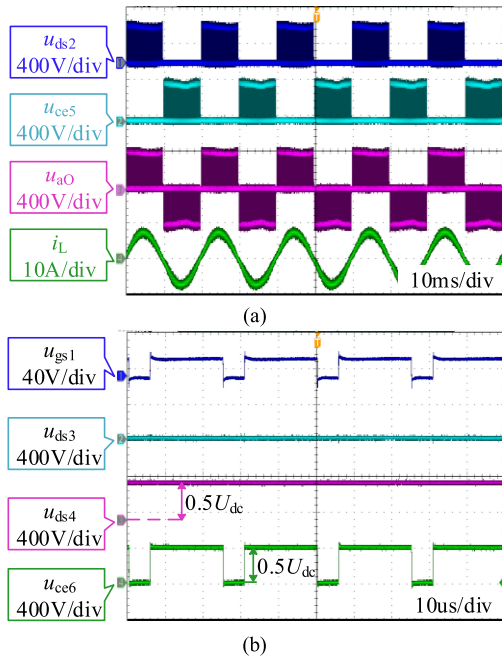 u_ds2
400V/div
u_ce5
400V/div
u_aO
400V/div
i_L
10A/div
10ms/div
(a)
u_gs1
40V/div
u_ds3
400V/div
u_ds4
400V/div
0.5U_dc
u_ce6
400V/div
0.5U_dc
10us/div
(b)